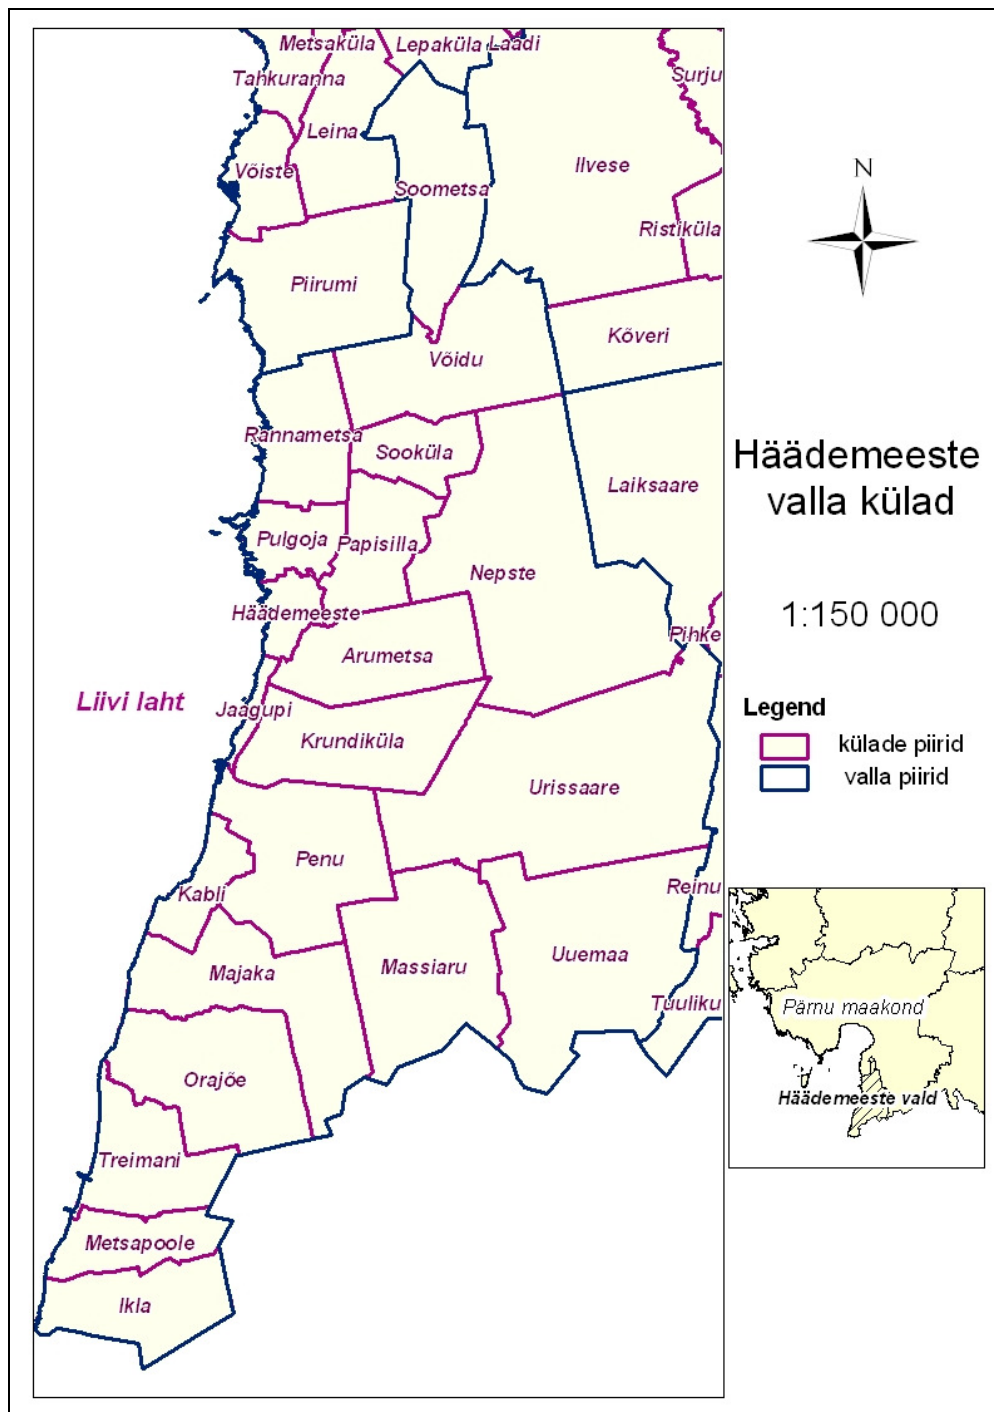 Metsaküla
Lepaküla
Laadi
Surju
Tahkuranna
Leina
Ilvese
Võiste
Soometsa
Ristiküla
Piirumi
Kõveri
Võidu
Rannametsa
Sooküla
Laiksaare
Pulgoja
Papisilla
Nepste
Häädemeeste
Pihke
Arumetsa
Liivi laht
Jaagupi
Krundiküla
Urissaare
Penu
Reinu
Kabli
Majaka
Massiaru
Uuemaa
Tuuliku
Orajõe
Treimani
Metsapoole
Ikla
N
Häädemeeste
valla külad
1:150 000
Legend
külade piirid
valla piirid
Pärnu maakond
Häädemeeste vald